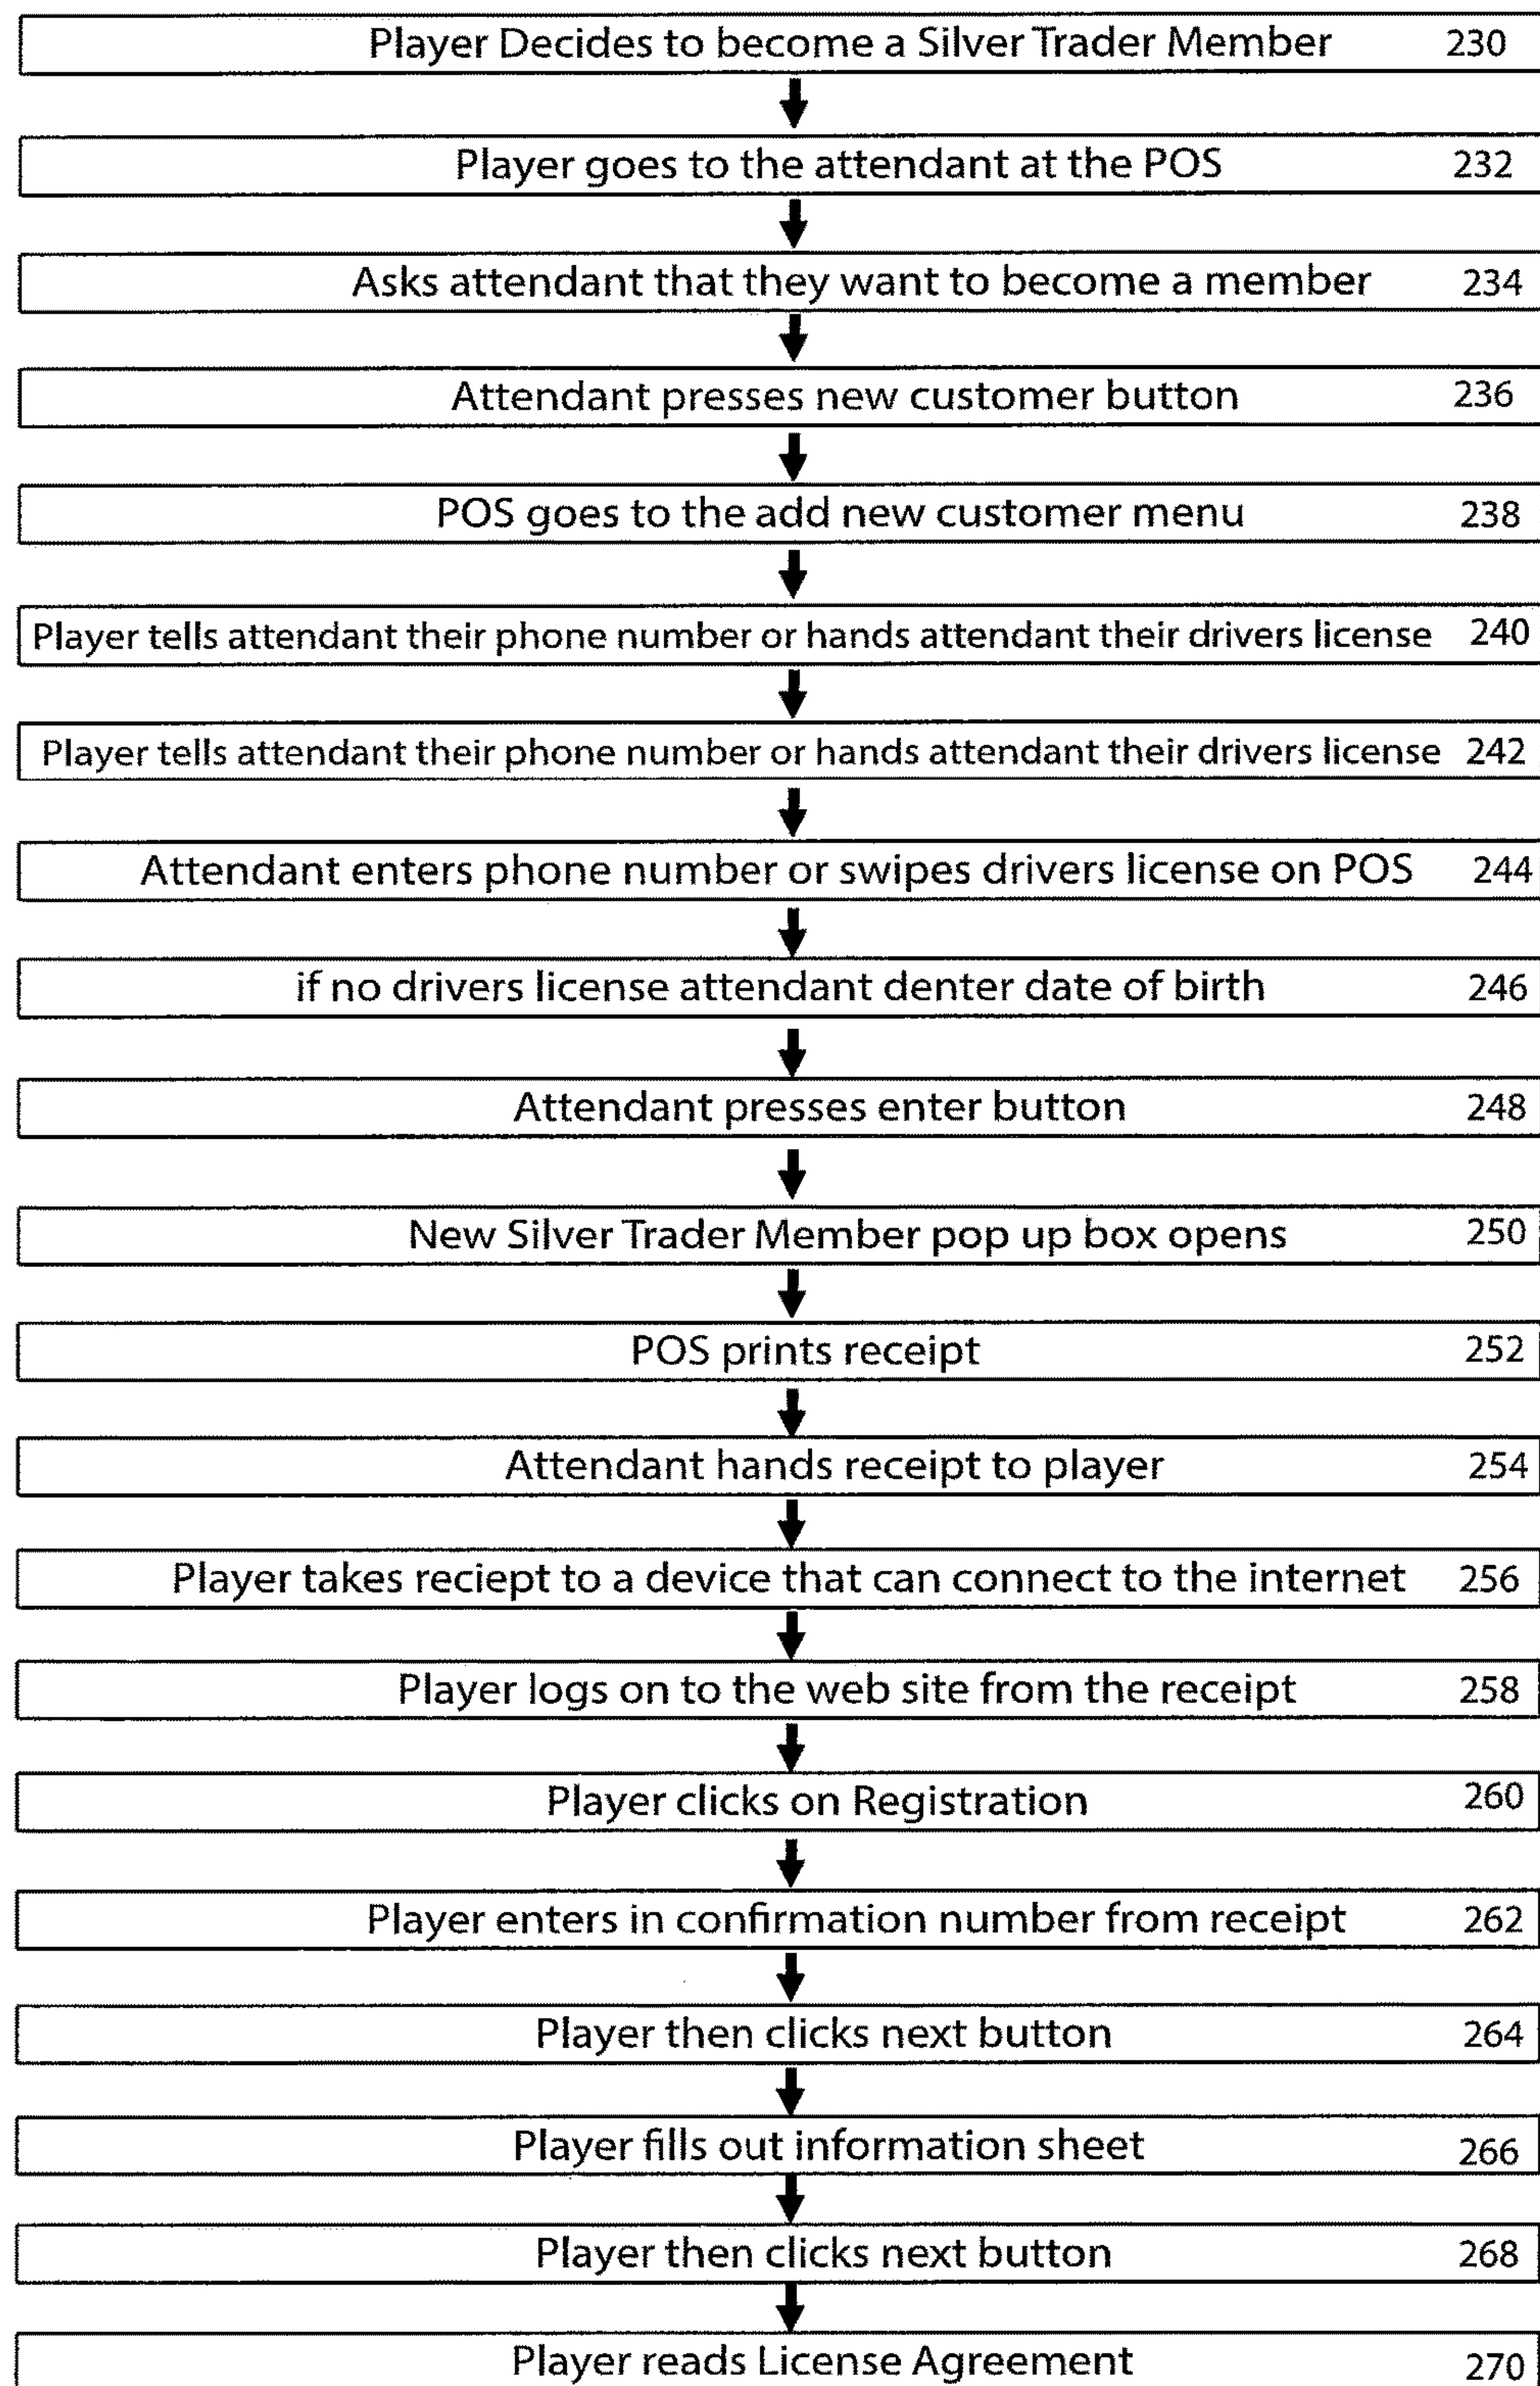 Player Decides to become a Silver Trader Member 230
Player goes to the attendant at the POS 232
Asks attendant that they want to become a member 234
Attendant presses new customer button 236
POS goes to the add new customer menu 238
Player tells attendant their phone number or hands attendant their drivers license 240
Player tells attendant their phone number or hands attendant their drivers license 242
Attendant enters phone number or swipes drivers license on POS 244
if no drivers license attendant denter date of birth 246
Attendant presses enter button 248
New Silver Trader Member pop up box opens 250
POS prints receipt 252
Attendant hands receipt to player 254
Player takes reciept to a device that can connect to the internet 256
Player logs on to the web site from the receipt 258
Player clicks on Registration 260
Player enters in confirmation number from receipt 262
Player then clicks next button 264
Player fills out information sheet 266
Player then clicks next button 268
Player reads License Agreement 270